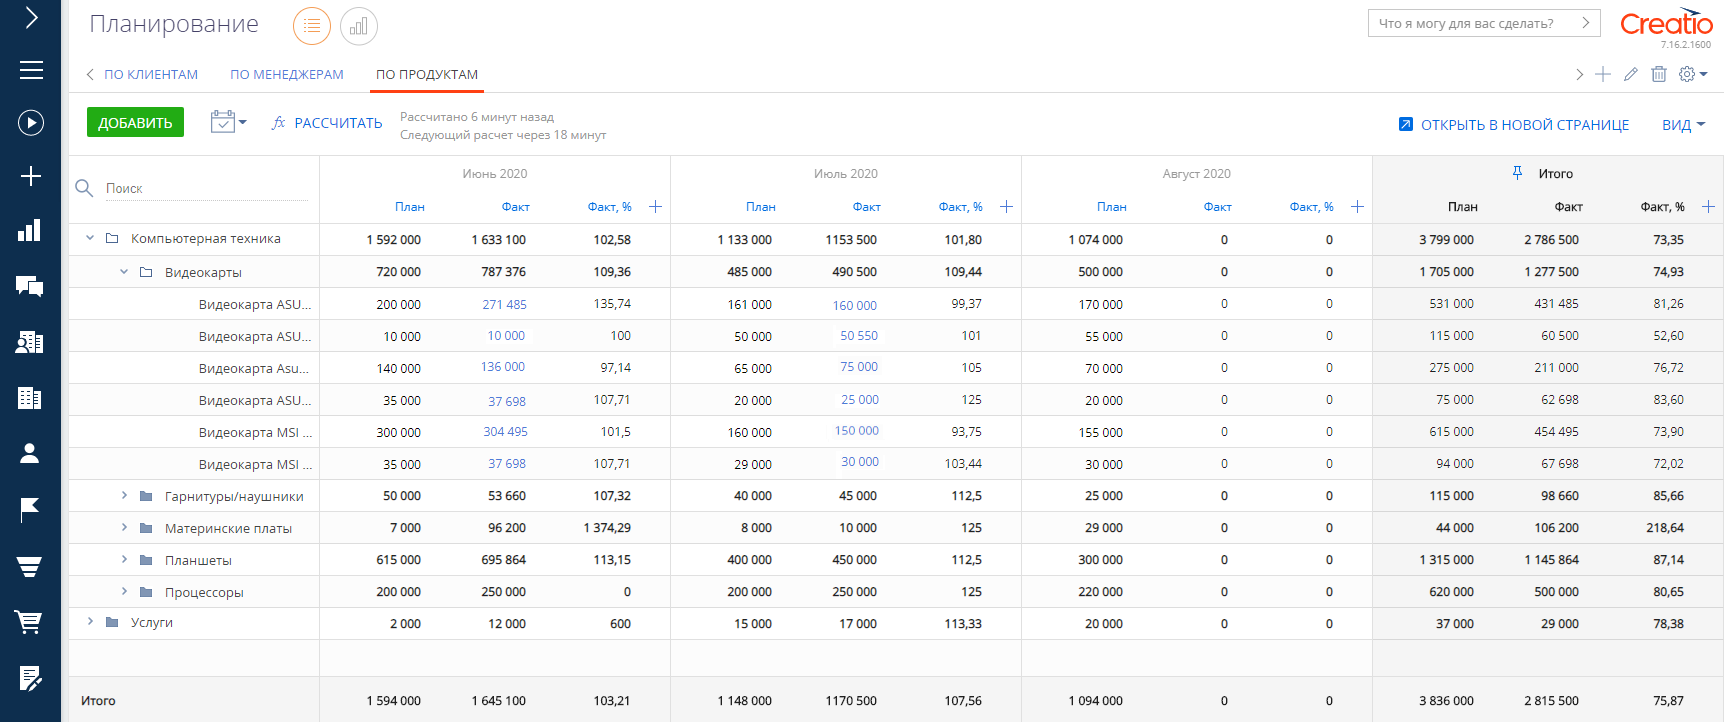 Планирование
Что я могу для вас сделать?
Creatio
7.16.2.1600
ПО КЛИЕНТАМ ПО МЕНЕДЖЕРАМ ПО ПРОДУКТАМ
ДОБАВИТЬ
fx РАССЧИТАТЬ
Рассчитано 6 минут назад
Следующий расчет через 18 минут
ОТКРЫТЬ В НОВОЙ СТРАНИЦЕ
ВИД
Поиск
Июнь 2020 Июль 2020 Август 2020 Итого
План Факт Факт, % План Факт Факт, % План Факт Факт, % План Факт Факт, %
Компьютерная техника 1 592 000 1 633 100 102,58 1 133 000 1153 500 101,80 1 074 000 0 0 3 799 000 2 786 500 73,35
Видеокарты 720 000 787 376 109,36 485 000 490 500 109,44 500 000 0 0 1 705 000 1 277 500 74,93
Видеокарта ASU... 200 000 271 485 135,74 161 000 160 000 99,37 170 000 0 0 531 000 431 485 81,26
Видеокарта ASU... 10 000 10 000 100 50 000 50 550 101 55 000 0 0 115 000 60 500 52,60
Видеокарта Asu... 140 000 136 000 97,14 65 000 75 000 105 70 000 0 0 275 000 211 000 76,72
Видеокарта ASU... 35 000 37 698 107,71 20 000 25 000 125 20 000 0 0 75 000 62 698 83,60
Видеокарта MSI ... 300 000 304 495 101,5 160 000 150 000 93,75 155 000 0 0 615 000 454 495 73,90
Видеокарта MSI ... 35 000 37 698 107,71 29 000 30 000 103,44 30 000 0 0 94 000 67 698 72,02
Гарнитуры/наушники 50 000 53 660 107,32 40 000 45 000 112,5 25 000 0 0 115 000 98 660 85,66
Материнские платы 7 000 96 200 1 374,29 8 000 10 000 125 29 000 0 0 44 000 106 200 218,64
Планшеты 615 000 695 864 113,15 400 000 450 000 112,5 300 000 0 0 1 315 000 1 145 864 87,14
Процессоры 200 000 250 000 0 200 000 250 000 125 220 000 0 0 620 000 500 000 80,65
Услуги 2 000 12 000 600 15 000 17 000 113,33 20 000 0 0 37 000 29 000 78,38
Итого 1 594 000 1 645 100 103,21 1 148 000 1170 500 107,56 1 094 000 0 0 3 836 000 2 815 500 75,87